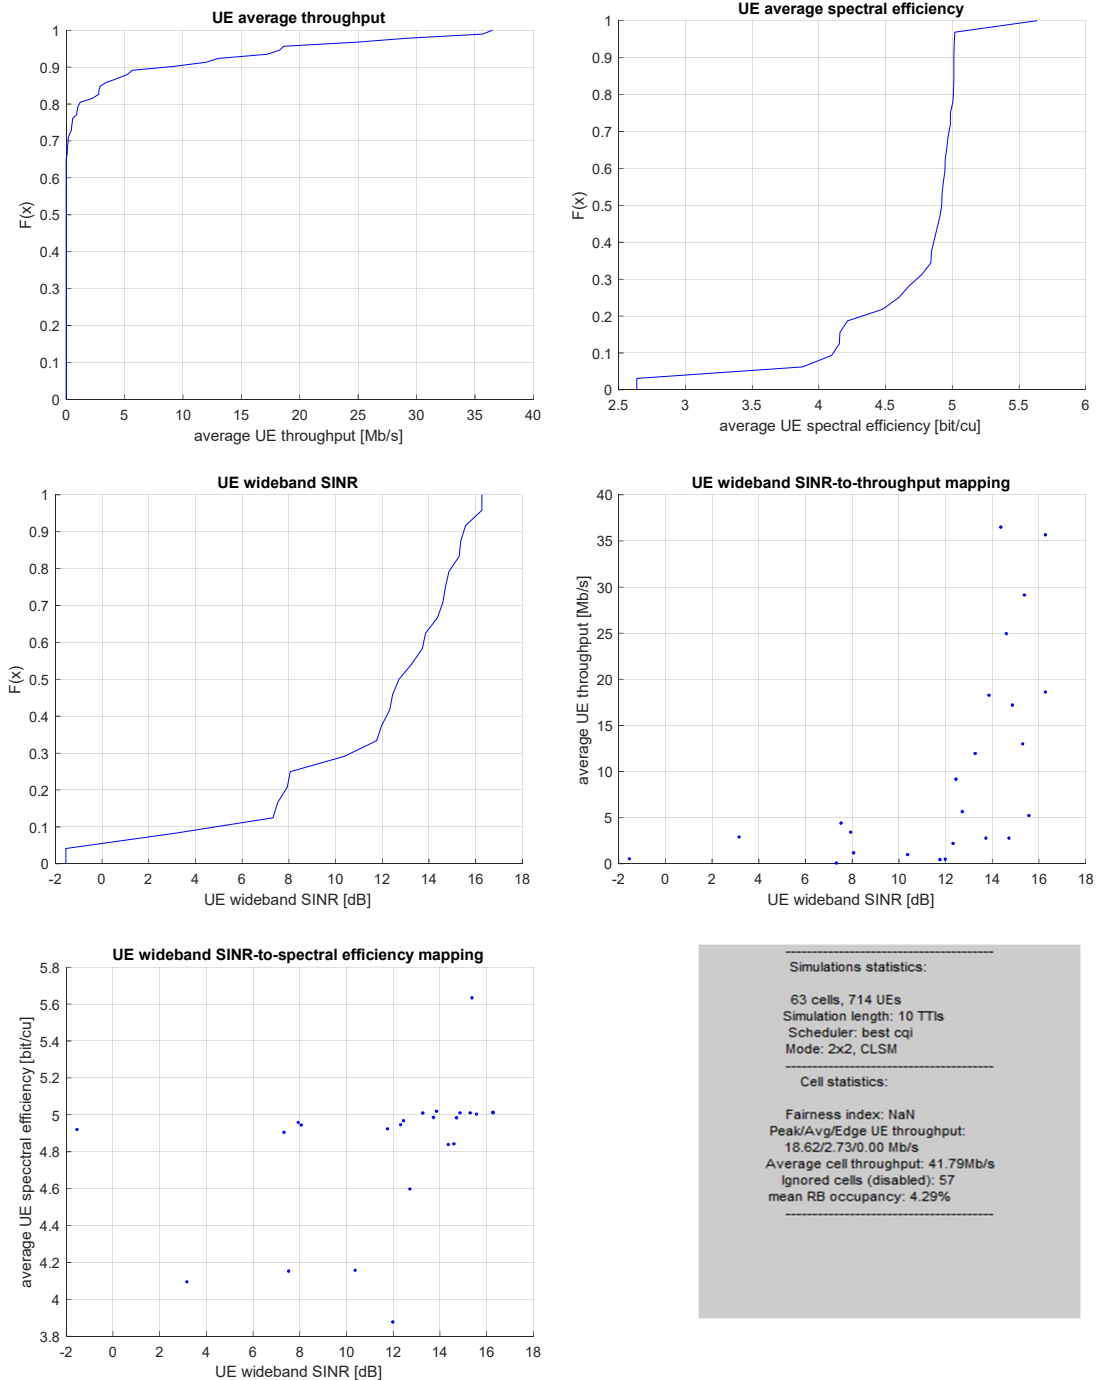 UE average throughput
1
0.9
0.8
0.7
0.6
0.5
0.4
0.3
0.2
0.1
0
F(x)
0 5 10 15 20 25 30 35 40
average UE throughput [Mb/s]
UE average spectral efficiency
1
0.9
0.8
0.7
0.6
0.5
0.4
0.3
0.2
0.1
0
F(x)
2.5 3 3.5 4 4.5 5 5.5 6
average UE spectral efficiency [bit/cu]
UE wideband SINR
1
0.9
0.8
0.7
0.6
0.5
0.4
0.3
0.2
0.1
0
F(x)
-2 0 2 4 6 8 10 12 14 16 18
UE wideband SINR [dB]
UE wideband SINR-to-throughput mapping
40
35
30
25
20
15
10
5
0
average UE throughput [Mb/s]
-2 0 2 4 6 8 10 12 14 16 18
UE wideband SINR [dB]
UE wideband SINR-to-spectral efficiency mapping
5.8
5.6
5.4
5.2
5.0
5
4.8
4.6
4.4
4.2
4
3.8
average UE specctral efficiency [bit/cu]
-2 0 2 4 6 8 10 12 14 16 18
UE wideband SINR [dB]
----------------------------------------
Simulations statistics:
63 cells, 714 UEs
Simulation length: 10 TTIs
Scheduler: best cqi
Mode: 2x2, CLSM
----------------------------------------
Cell statistics:
Fairness index: NaN
Peak/Avg/Edge UE throughput:
18.62/2.73/0.00 Mb/s
Average cell throughput: 41.79Mb/s
Ignored cells (disabled): 57
mean RB occupancy: 4.29%
----------------------------------------